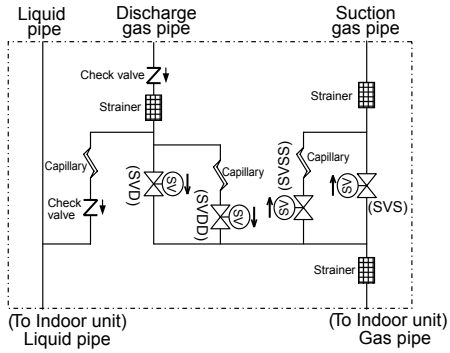 Liquid
pipe
Discharge
gas pipe
Suction
gas pipe
Check valve
Strainer
Strainer
Capillary
Capillary
Capillary
(SVD)
SV
(SVDD)
SV
(SSVS)
SV
SV
(SVS)
Check
valve
Strainer
(To Indoor unit)
Liquid pipe
(To Indoor unit)
Gas pipe